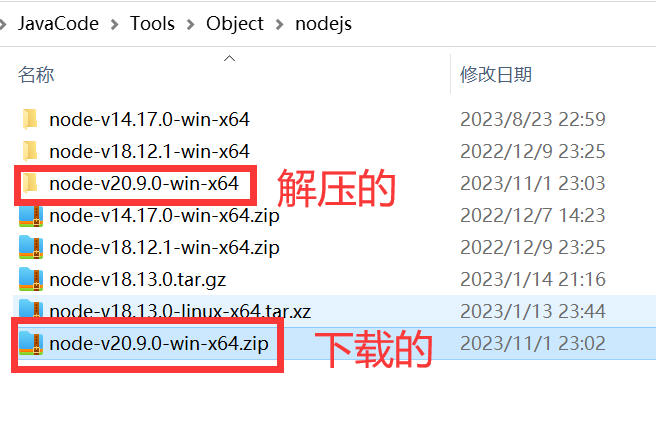 JavaCode Tools Object nodejs
名称 修改日期
node-v14.17.0-win-x64 2023/8/23 22:59
node-v18.12.1-win-x64 2022/12/9 23:25
node-v20.9.0-win-x64 解压的 2023/11/1 23:03
node-v14.17.0-win-x64.zip 2022/12/7 14:23
node-v18.12.1-win-x64.zip 2022/12/9 23:25
node-v18.13.0.tar.gz 2023/1/14 21:16
node-v18.13.0-linux-x64.tar.xz 2023/1/13 23:44
node-v20.9.0-win-x64.zip 下载的 2023/11/1 23:02